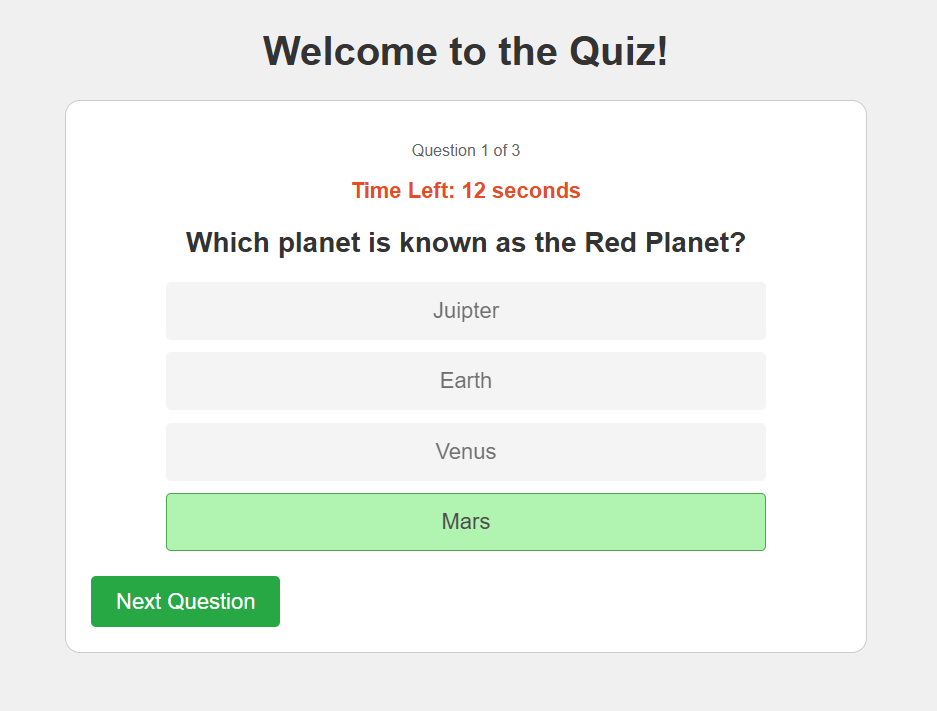 Welcome to the Quiz!
Question 1 of 3
Time Left: 12 seconds
Which planet is known as the Red Planet?
Juipter
Earth
Venus
Mars
Next Question